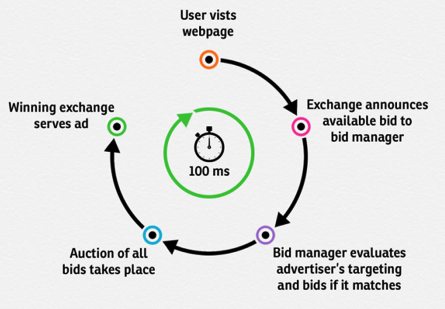 User vists
webpage
Exchange announces
available bid to
bid manager
Bid manager evaluates
advertiser's targeting
and bids if it matches
Auction of all
bids takes place
Winning exchange
serves ad
100 ms